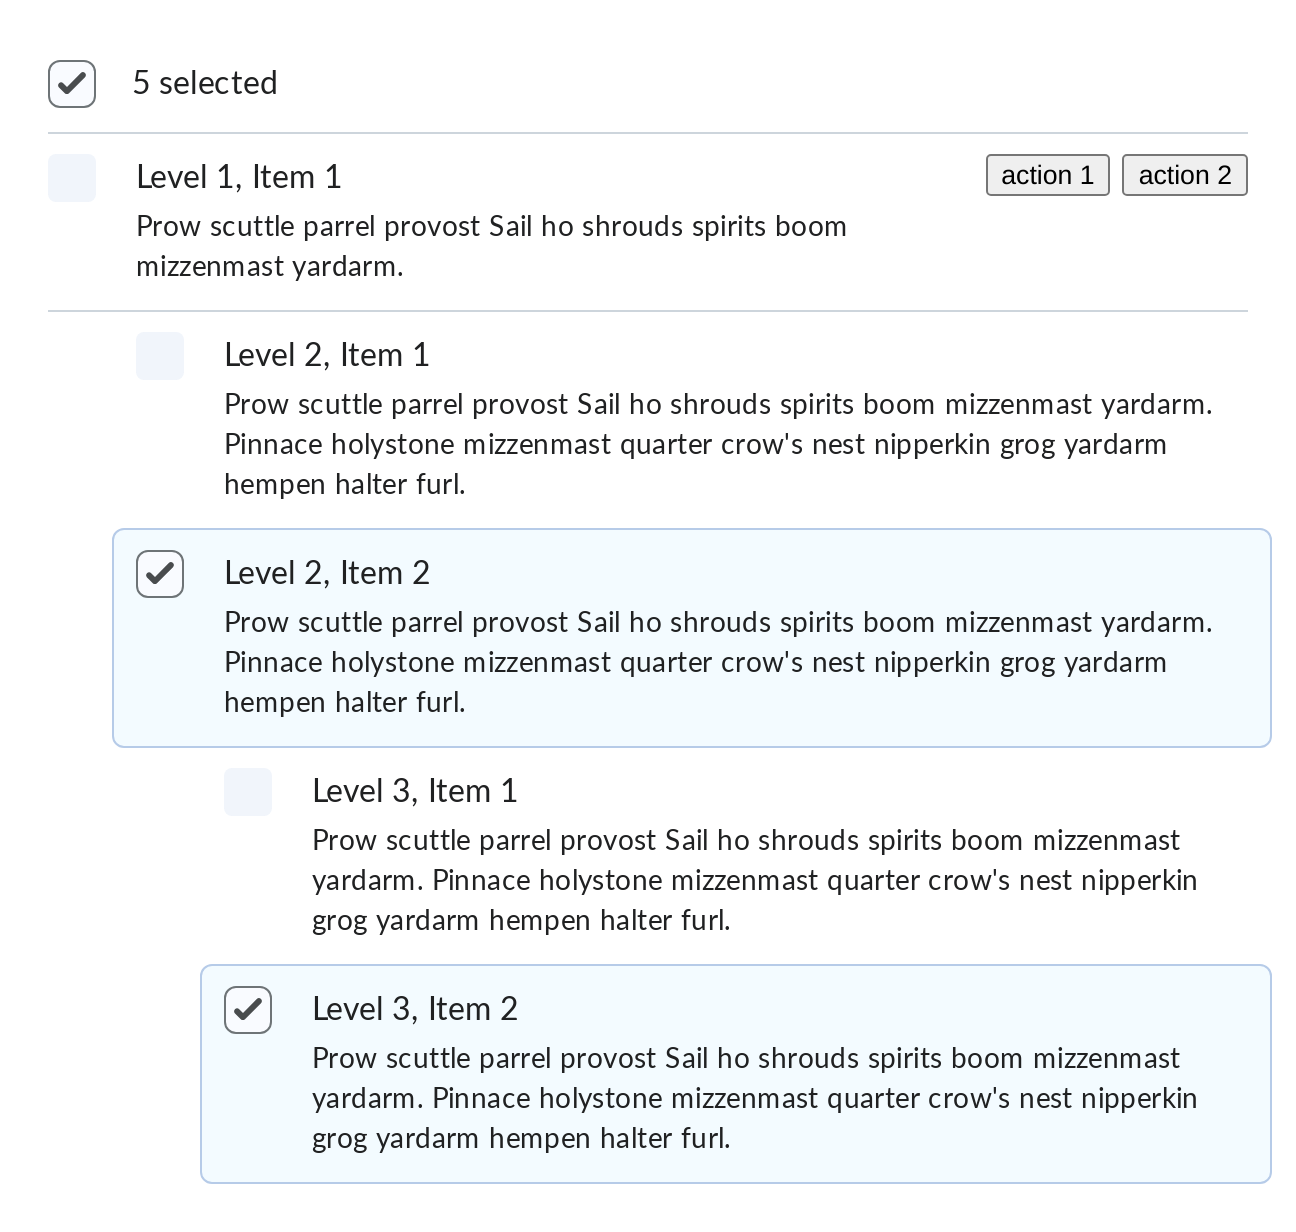 5 selected
Level 1, Item 1
action 1
action 2
Prow scuttle parrel provost Sail ho shrouds spirits boom
mizzenmast yardarm.
Level 2, Item 1
Prow scuttle parrel provost Sail ho shrouds spirits boom mizzenmast yardarm.
Pinnace holystone mizzenmast quarter crow's nest nipperkin grog yardarm
hempen halter furl.
Level 2, Item 2
Prow scuttle parrel provost Sail ho shrouds spirits boom mizzenmast yardarm.
Pinnace holystone mizzenmast quarter crow's nest nipperkin grog yardarm
hempen halter furl.
Level 3, Item 1
Prow scuttle parrel provost Sail ho shrouds spirits boom mizzenmast
yardarm. Pinnace holystone mizzenmast quarter crow's nest nipperkin
grog yardarm hempen halter furl.
Level 3, Item 2
Prow scuttle parrel provost Sail ho shrouds spirits boom mizzenmast
yardarm. Pinnace holystone mizzenmast quarter crow's nest nipperkin
grog yardarm hempen halter furl.